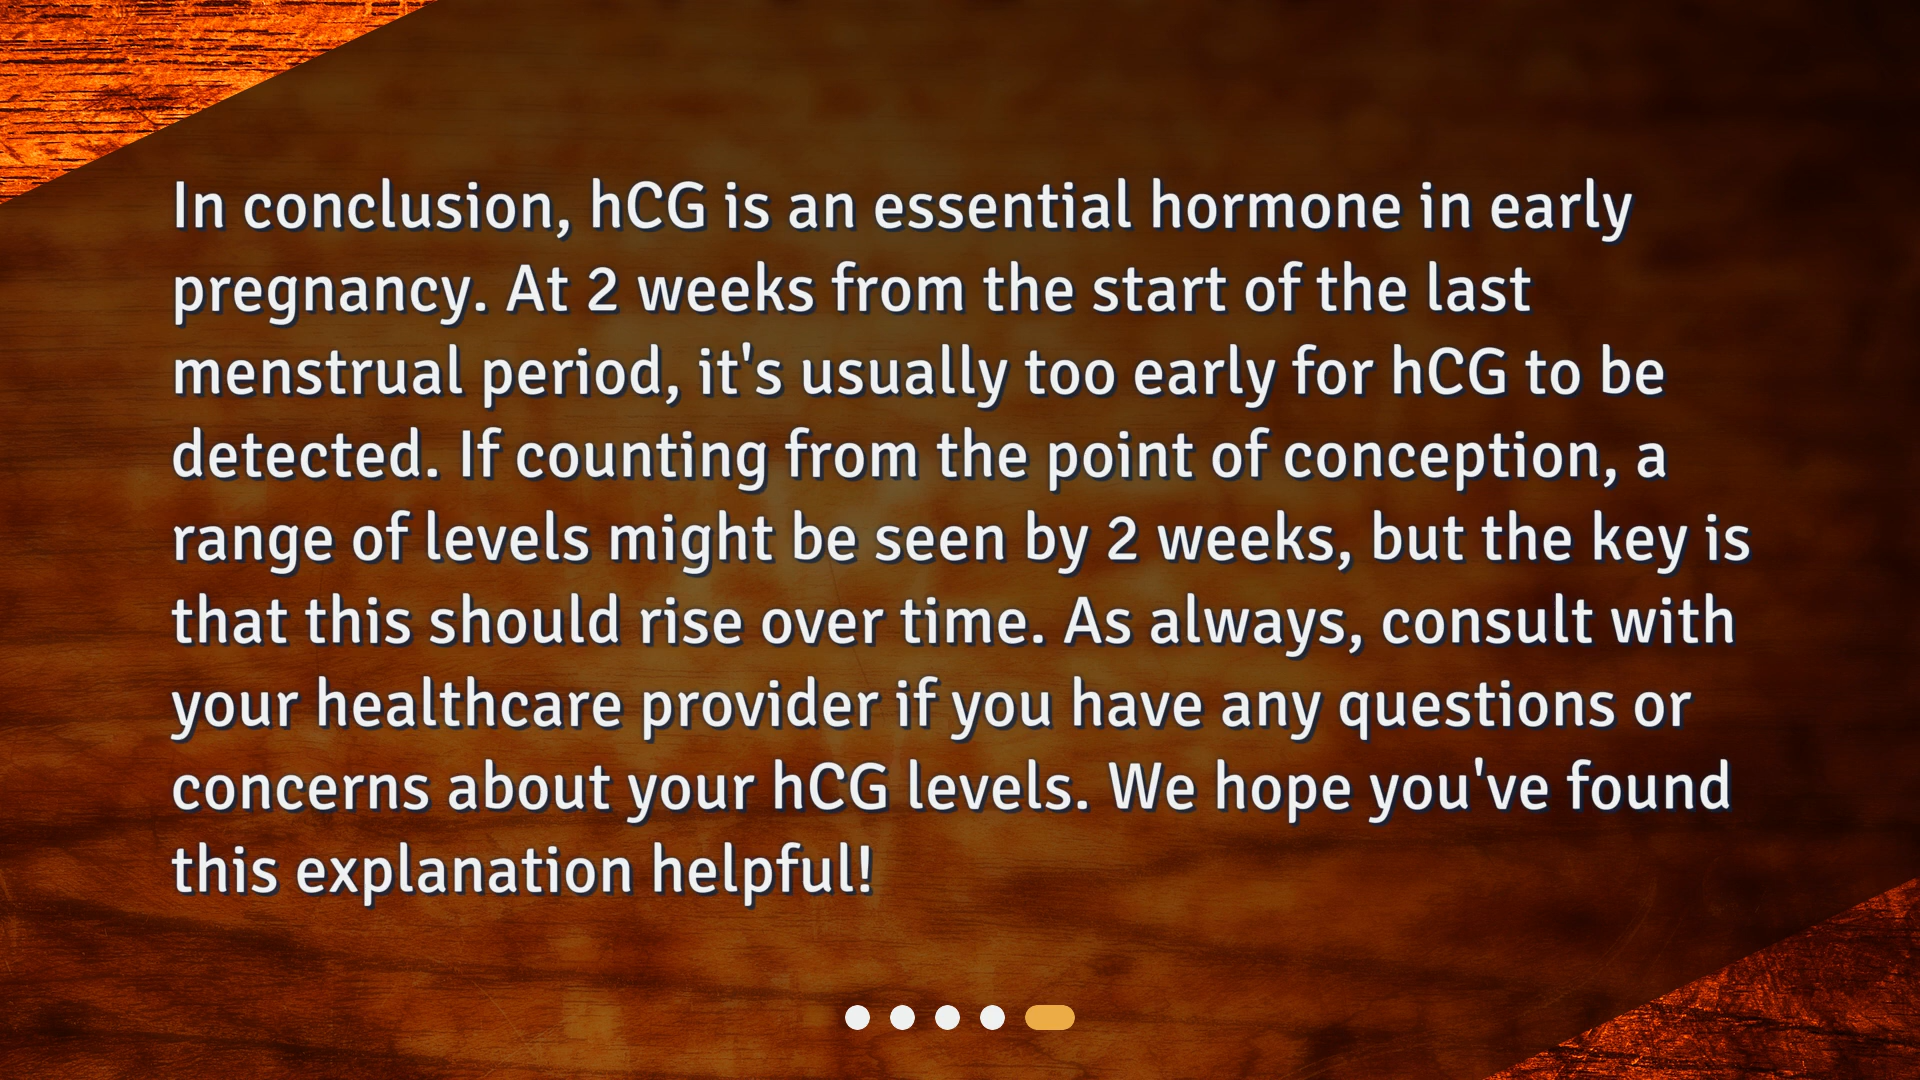 In conclusion, hCG is an essential hormone in early
pregnancy. At 2 weeks from the start of the last
menstrual period, it's usually too early for hCG to be
detected. If counting from the point of conception, a
range of levels might be seen by 2 weeks, but the key is
that this should rise over time. As always, consult with
your healthcare provider if you have any questions or
concerns about your hCG levels. We hope you've found
this explanation helpful!